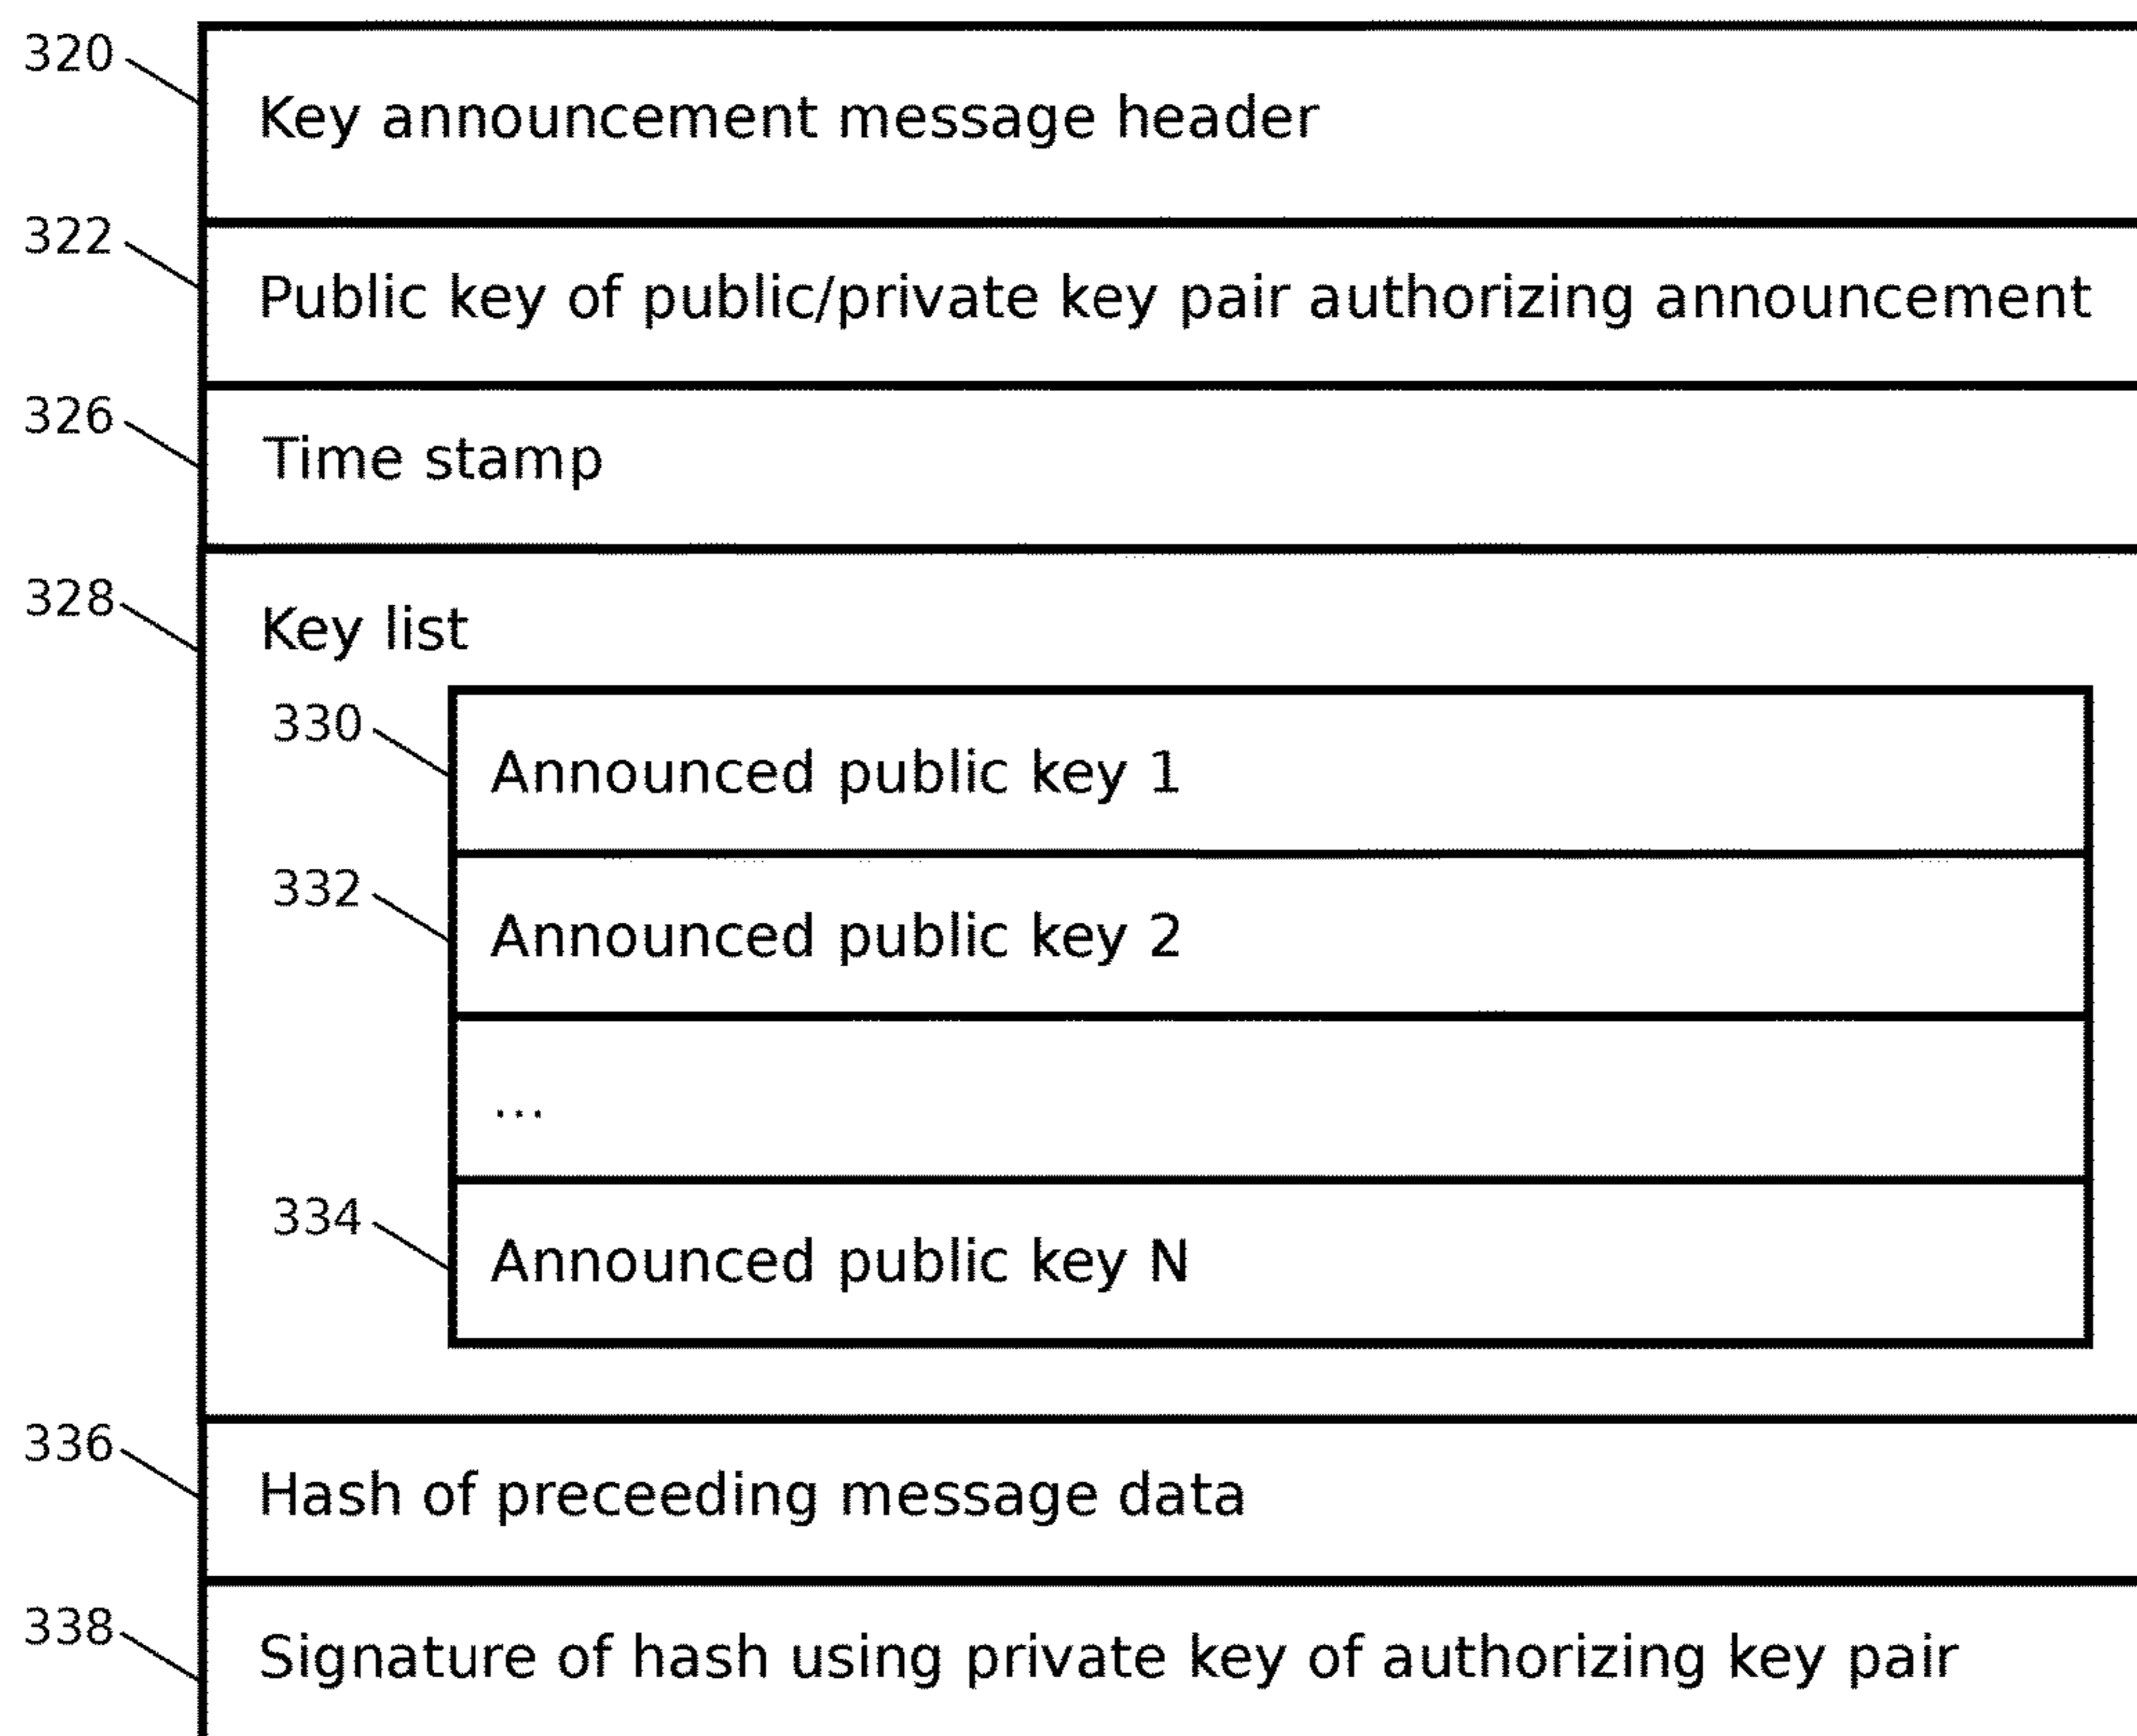 320
Key announcement message header
322
Public key of public/private key pair authorizing announcement
326
Time stamp
328
Key list
330
Announced public key 1
332
Announced public key 2
...
334
Announced public key N
336
Hash of preceeding message data
338
Signature of hash using private key of authorizing key pair